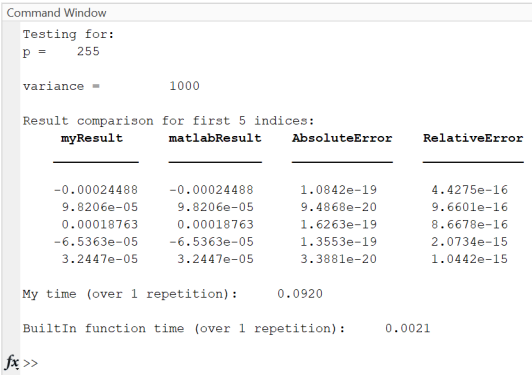 Command Window
Testing for:
p =    255
variance =         1000
Result comparison for first 5 indices:
myResult    matlabResult    AbsoluteError    RelativeError
-0.00024488    -0.00024488    1.0842e-19    4.4275e-16
9.8206e-05    9.8206e-05    9.4868e-20    9.6601e-16
0.00018763    0.00018763    1.6263e-19    8.6678e-16
-6.5363e-05    -6.5363e-05    1.3553e-19    2.0734e-15
3.2447e-05    3.2447e-05    3.3881e-20    1.0442e-15
My time (over 1 repetition):     0.0920
BuiltIn function time (over 1 repetition):     0.0021
fx >>